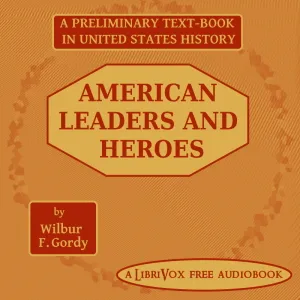 A PRELIMINARY TEXT-BOOK
IN UNITED STATES HISTORY
AMERICAN
LEADERS AND
HEROES
by
Wilbur
F. Gordy
A LIBRIVOX FREE AUDIOBOOK